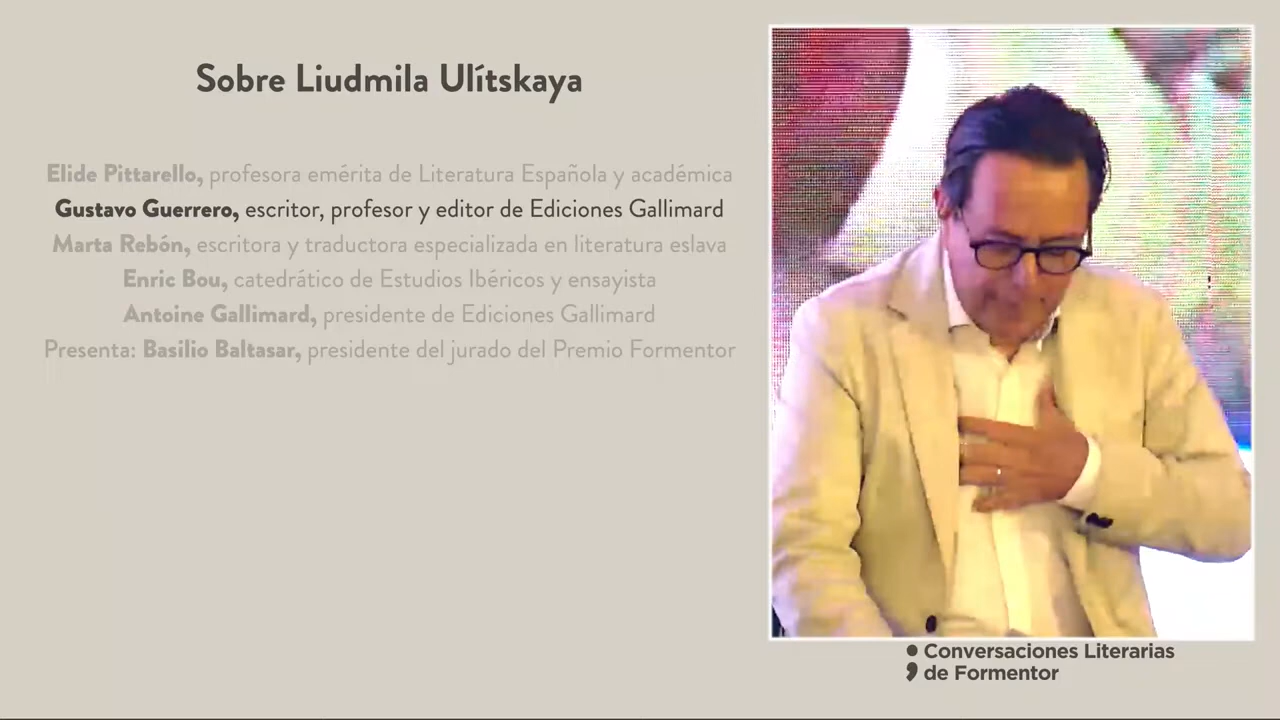 Sobre Liudmila Ulítskaya
Elide Pittarello, profesora emérita de Literatura española y académica
Gustavo Guerrero, escritor, profesor y editor de Ediciones Gallimard
Marta Rebón, escritora y traductora especializada en literatura eslava
Enric Bou, catedrático de Estudios y ensayista
Antoine Gallimard, presidente de Gallimard
Presenta: Basilio Baltasar, presidente del jurado del Premio Formentor
Conversaciones Literarias
de Formentor